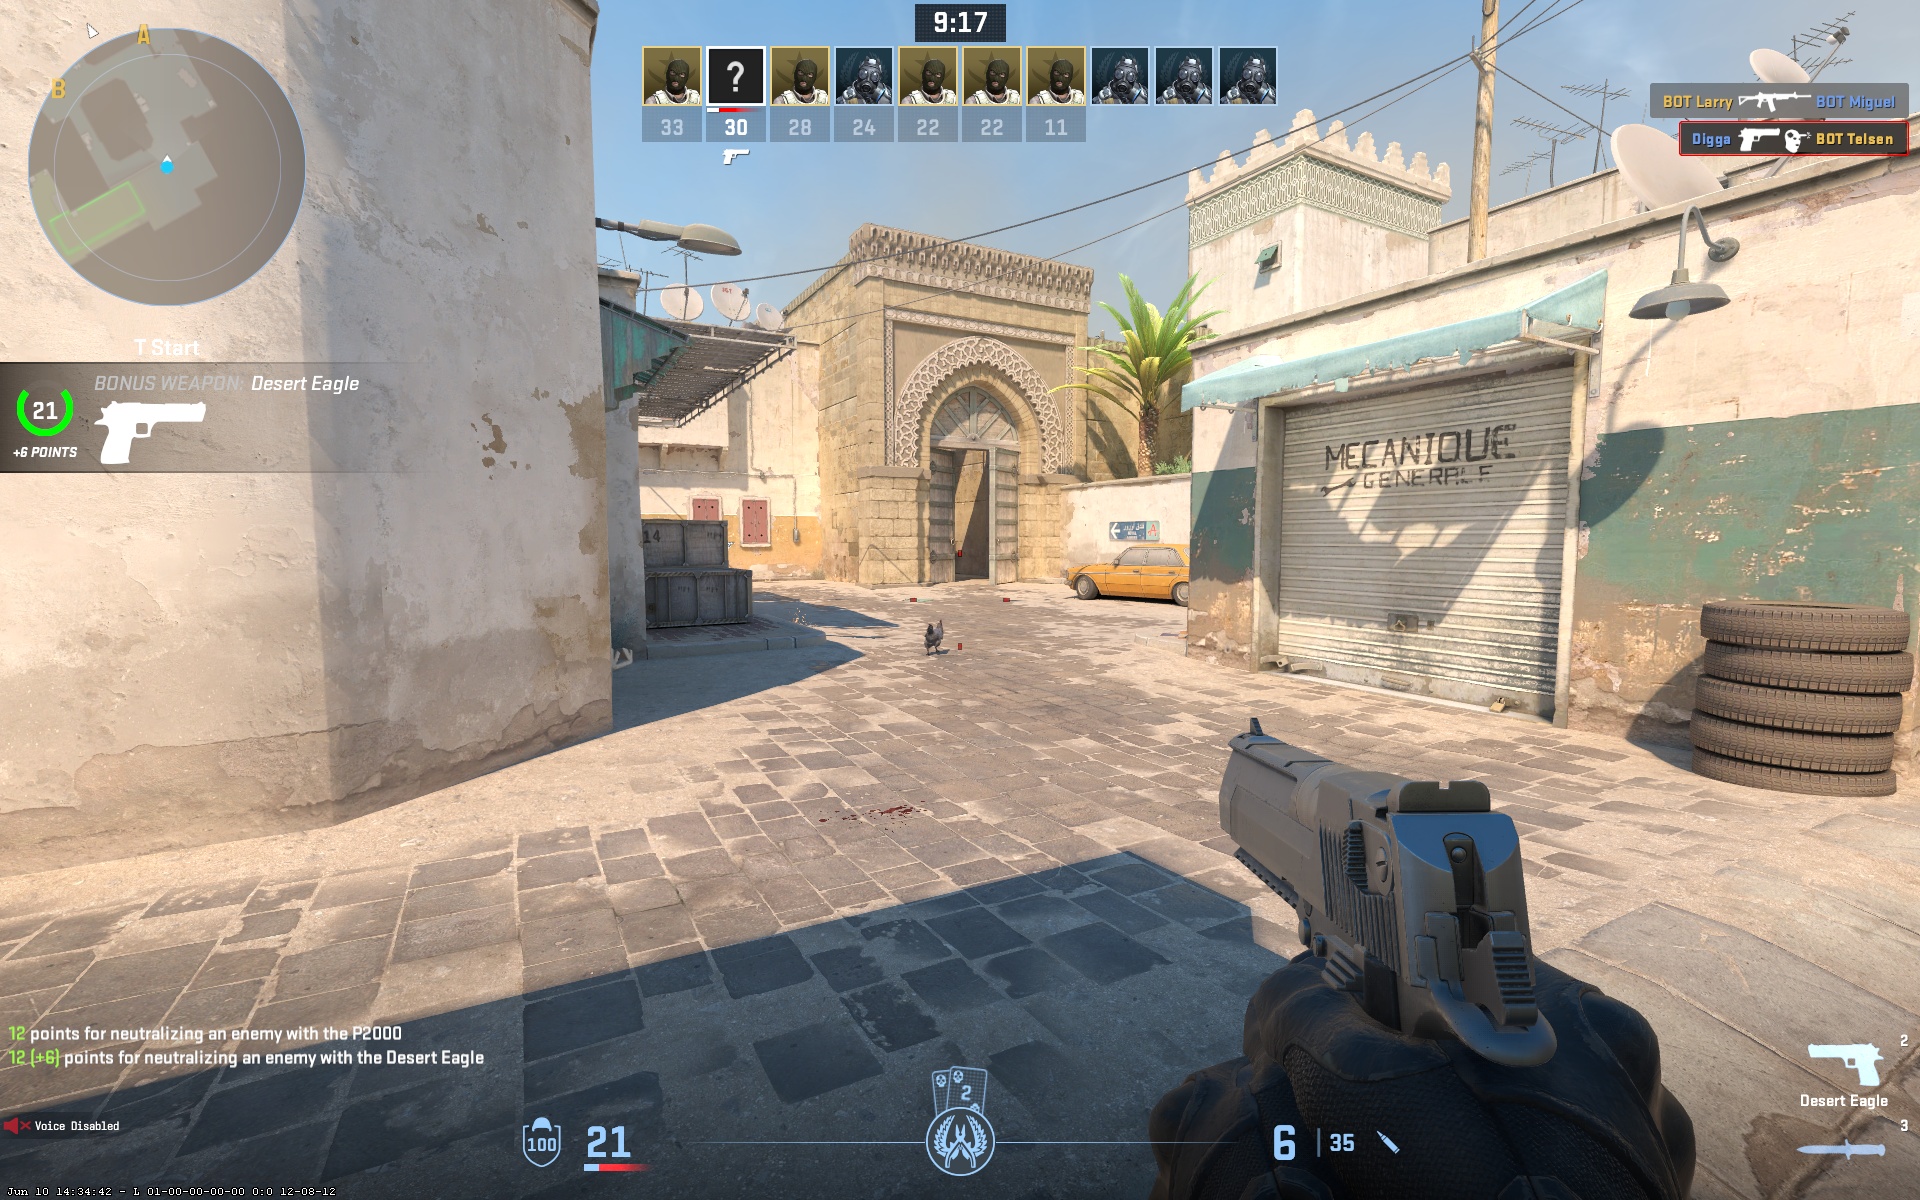 9:17
A
B
?
33 30 28 24 22 22 11
BOT Larry BOT Miguel
Digga BOT Telsen
T Start
BONUS WEAPON: Desert Eagle
21
+6 POINTS
MECANIQUE
GENERALE
14
A
12 points for neutralizing an enemy with the P2000
12 (+6) points for neutralizing an enemy with the Desert Eagle
Voice Disabled
100 21
2
6 35
2
Desert Eagle
3
Jun 10 14:34:42 - L 01-00-00-00-00 0:0 12-08-12